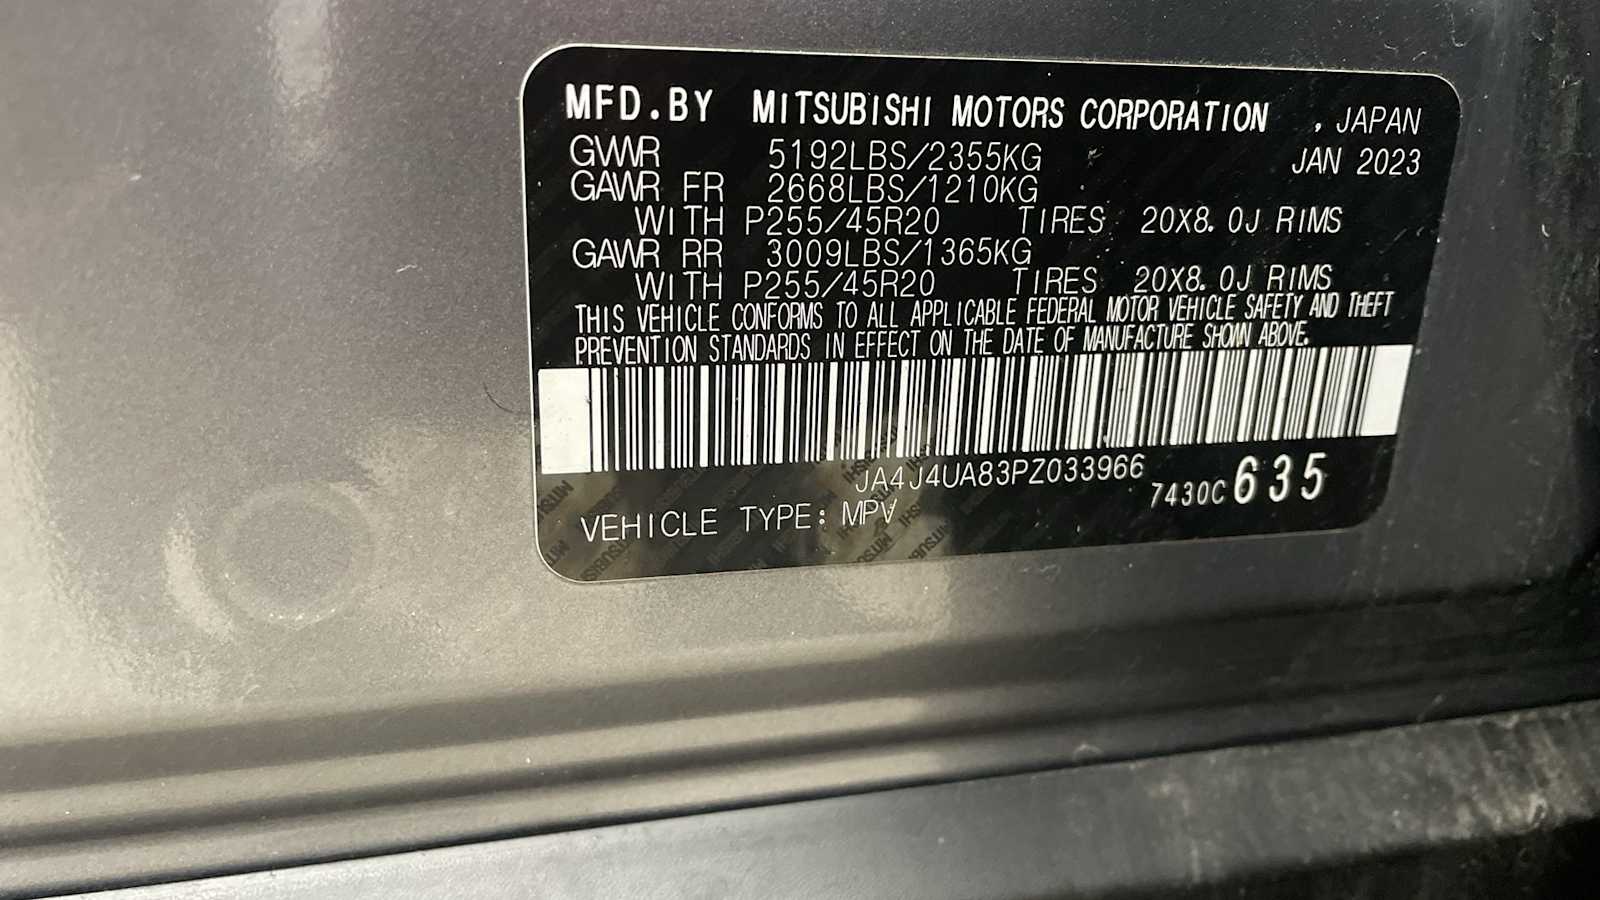 MFD.BY MITSUBISHI MOTORS CORPORATION , JAPAN
GVWR 5192LBS/2355KG JAN 2023
GAWR FR 2668LBS/1210KG
WITH P255/45R20 TIRES 20X8.0J RIMS
GAWR RR 3009LBS/1365KG
WITH P255/45R20 TIRES 20X8.0J RIMS
THIS VEHICLE CONFORMS TO ALL APPLICABLE FEDERAL MOTOR VEHICLE SAFETY AND THEFT
PREVENTION STANDARDS IN EFFECT ON THE DATE OF MANUFACTURE SHOWN ABOVE.
JA4J4UA83PZ033966 7430C 635
VEHICLE TYPE: MPV